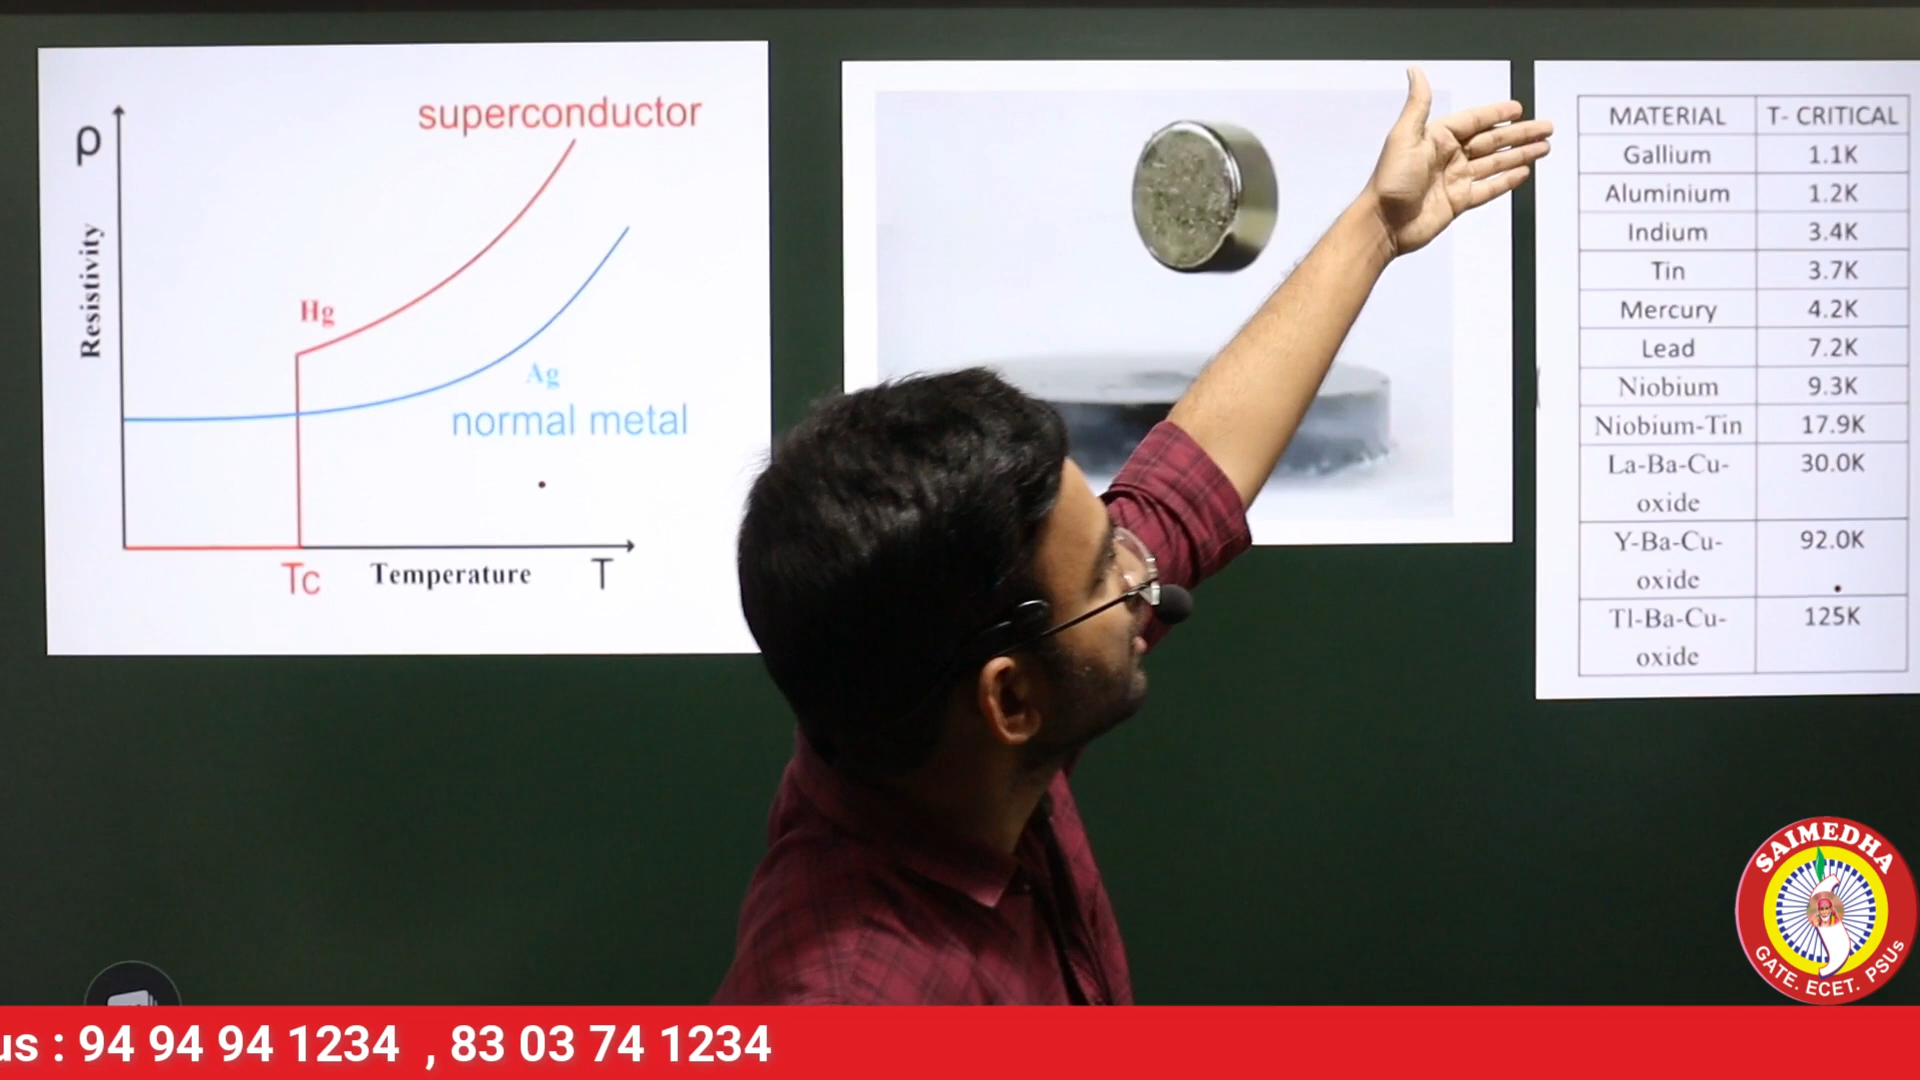 superconductor
ρ
Resistivity
Hg
Ag
normal metal
Tc
Temperature
T
MATERIAL T- CRITICAL
Gallium 1.1K
Aluminium 1.2K
Indium 3.4K
Tin 3.7K
Mercury 4.2K
Lead 7.2K
Niobium 9.3K
Niobium-Tin 17.9K
La-Ba-Cu- 30.0K
oxide
Y-Ba-Cu- 92.0K
oxide
Tl-Ba-Cu- 125K
oxide
SAIMEDHA
GATE. ECET. PSUs
us : 94 94 94 1234 , 83 03 74 1234